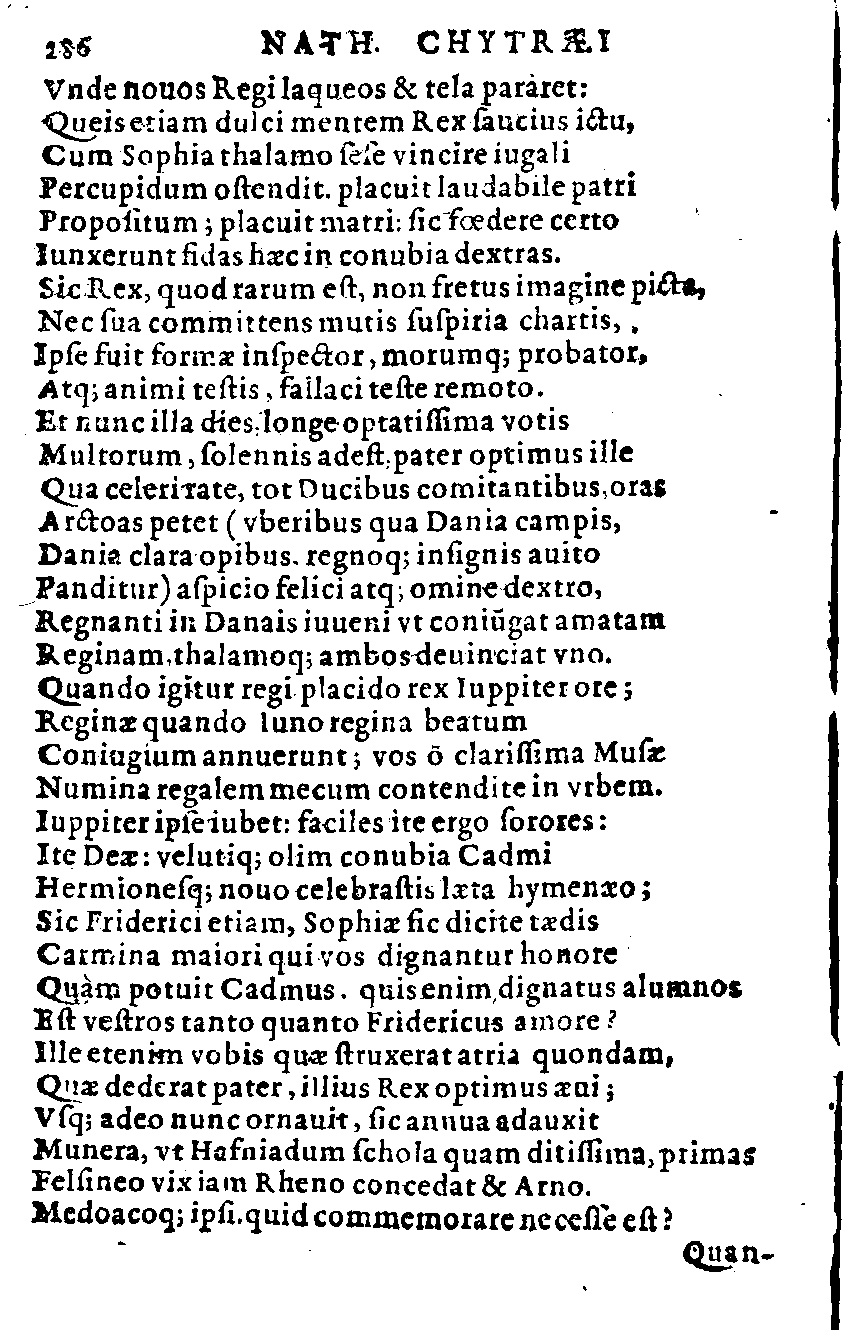 286 NATH. CHYTRÆI
Vnde nouos Regi laqueos & tela paràret:
Queis etiam dulci mentem Rex ſaucius ictu,
Cum Sophia thalamo ſeſe vincire iugali
Percupidum oſtendit. placuit laudabile patri
Propoſitum; placuit matri: ſic fœdere certo
Iunxerunt fidas hæc in conubia dextras.
Sic Rex, quod rarum eſt, non fretus imagine picta,
Nec ſua committens mutis ſuſpiria chartis,
Ipſe fuit formæ inſpector, morumq; probator,
Atq; animi teſtis, fallaci teſte remoto.
Et nunc illa dies longe optatiſſima votis
Multorum, ſolennis adeſt, pater optimus ille
Qua celeritate, tot Ducibus comitantibus, oras
Arctoas petet (vberibus qua Dania campis,
Dania clara opibus. regnoq; inſignis auito
Panditur) aſpicio felici atq; omine dextro,
Regnanti in Danais iuueni vt coniũgat amatam
Reginam, thalamoq; ambos deuinciat vno.
Quando igitur regi placido rex Iuppiter ore;
Reginæ quando Iuno regina beatum
Coniugium annuerunt; vos ō clariſſima Muſæ
Numina regalem mecum contendite in vrbem.
Iuppiter ipſe iubet: faciles ite ergo ſorores:
Ite Deæ: velutiq; olim conubia Cadmi
Hermioneſq; nouo celebraſtis læta hymenæo;
Sic Friderici etiam, Sophiæ ſic dicite tædis
Carmina maiori qui vos dignantur honore
Quàm potuit Cadmus. quis enim dignatus alumnos
Eſt veſtros tanto quanto Fridericus amore?
Ille etenim vobis quæ ſtruxerat atria quondam,
Quæ dederat pater, illius Rex optimus æui;
Vſq; adeo nunc ornauit, ſic annua adauxit
Munera, vt Hafniadum ſchola quam ditiſſima, primas
Felſineo vix iam Rheno concedat & Arno.
Medoacoq; ipſi. quid commemorare neceſſe eſt?
Quan-